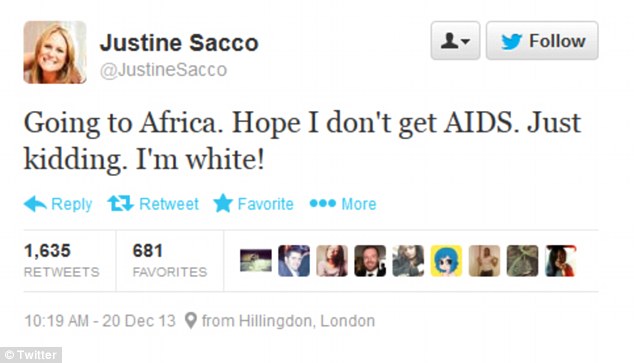 Justine Sacco
@JustineSacco
Follow
Going to Africa. Hope I don't get AIDS. Just
kidding. I'm white!
Reply Retweet Favorite More
1,635 681
RETWEETS FAVORITES
10:19 AM - 20 Dec 13 from Hillingdon, London
© Twitter